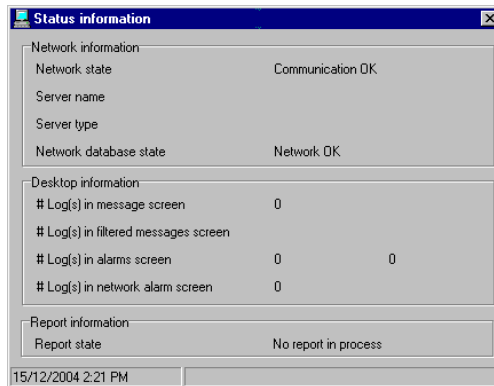 Status information
Network information
Network state Communication OK
Server name
Server type
Network database state Network OK
Desktop information
# Log(s) in message screen 0
# Log(s) in filtered messages screen
# Log(s) in alarms screen 0 0
# Log(s) in network alarm screen 0
Report information
Report state No report in process
15/12/2004 2:21 PM